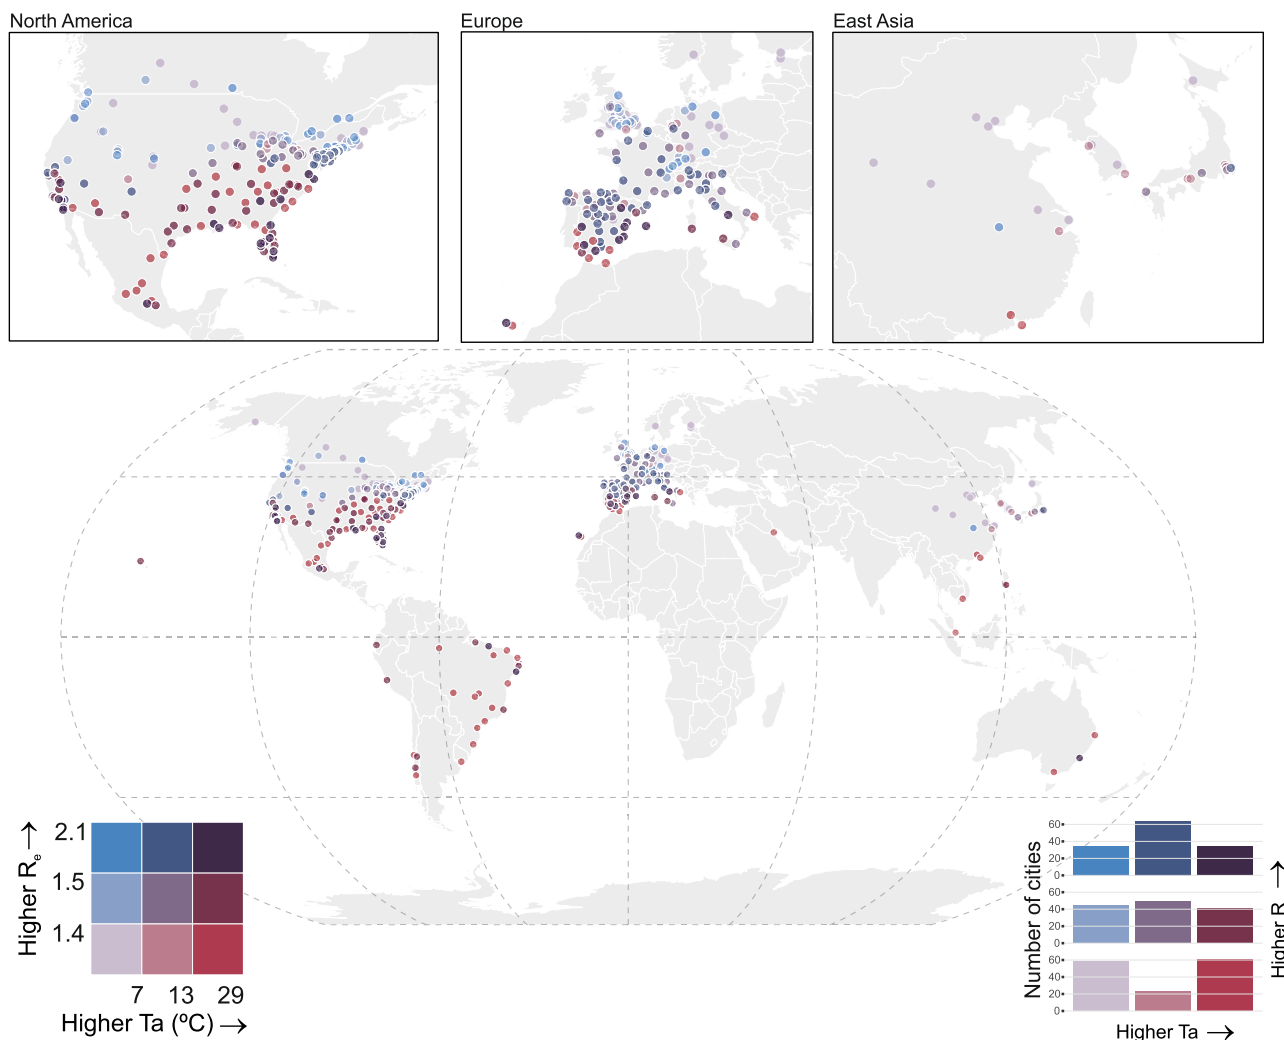 North America
Europe
East Asia
Higher Re →
2.1
1.5
1.4
7 13 29
Higher Ta (ºC) →
Number of cities
60
40
20
0
60
40
20
0
60
40
20
0
Higher Ta →
Higher R →